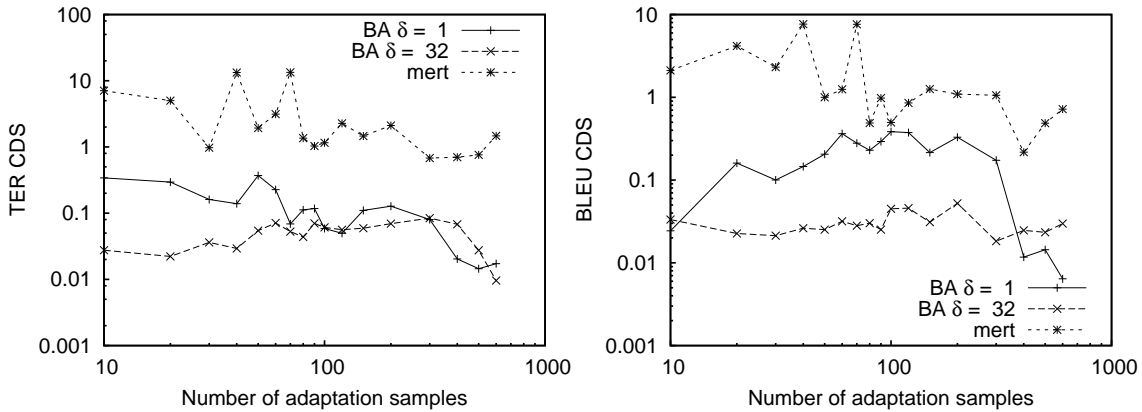 TER CDS
100
10
1
0.1
0.01
0.001
10
100
1000
Number of adaptation samples
BA δ = 1
BA δ = 32
mert
BLEU CDS
10
1
0.1
0.01
0.001
10
100
1000
Number of adaptation samples
BA δ = 1
BA δ = 32
mert